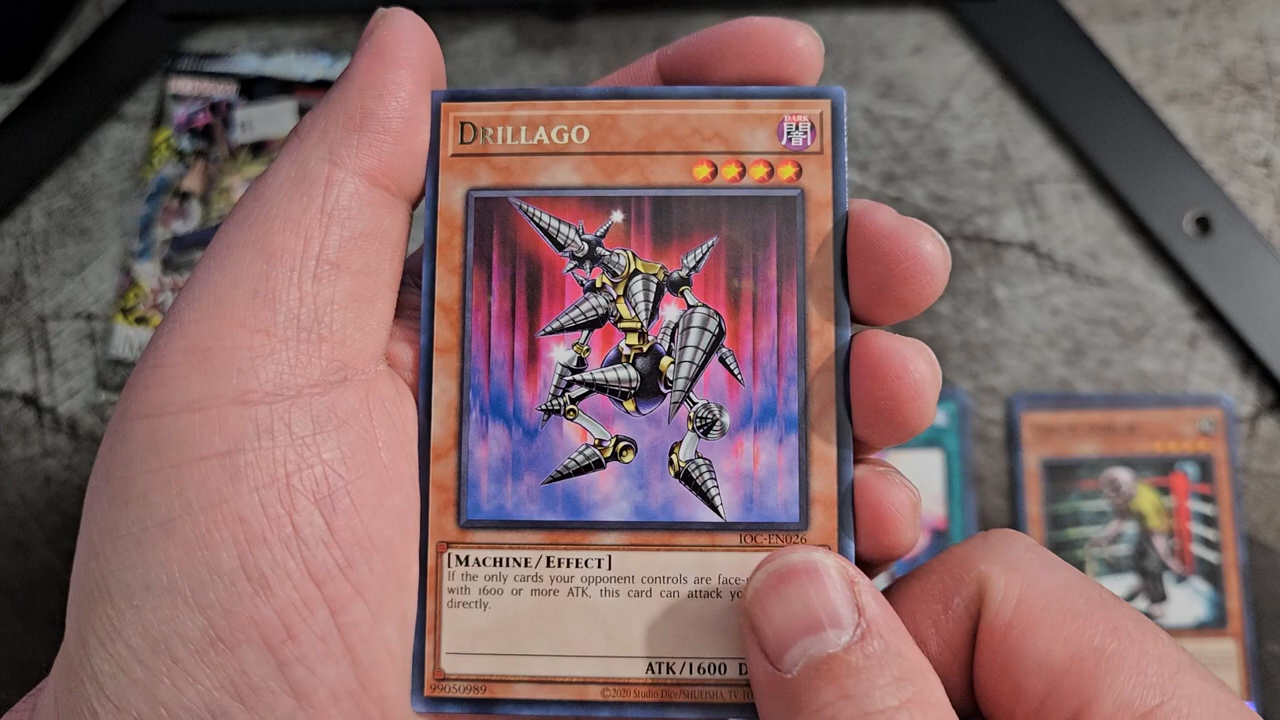 DRILLAGO
DARK
闇
IOC-EN026
[MACHINE/EFFECT]
If the only cards your opponent controls are face-
with 1600 or more ATK, this card can attack
directly.
ATK/1600 D
99050989
©2020 Studio Dice/SHUEISHA, TV TO